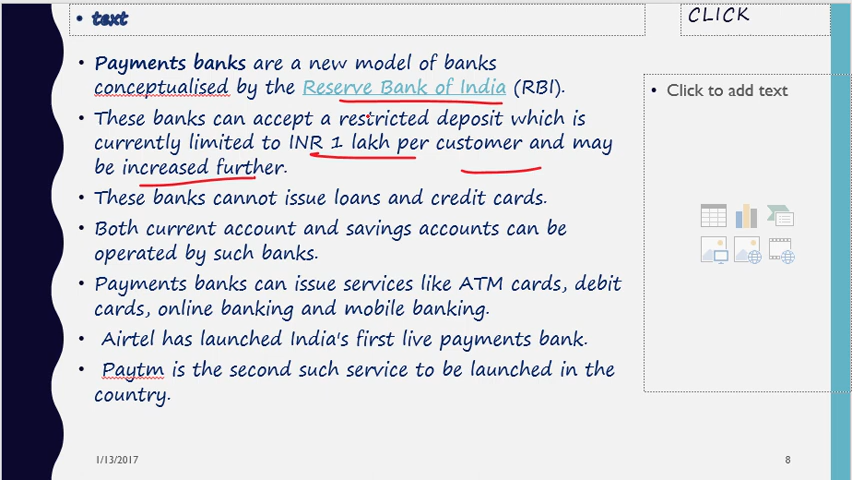 • text
CLICK
• Payments banks are a new model of banks
conceptualised by the Reserve Bank of India (RBI).
• These banks can accept a restricted deposit which is
currently limited to INR 1 lakh per customer and may
be increased further.
• These banks cannot issue loans and credit cards.
• Both current account and savings accounts can be
operated by such banks.
• Payments banks can issue services like ATM cards, debit
cards, online banking and mobile banking.
• Airtel has launched India's first live payments bank.
• Paytm is the second such service to be launched in the
country.
• Click to add text
1/13/2017
8